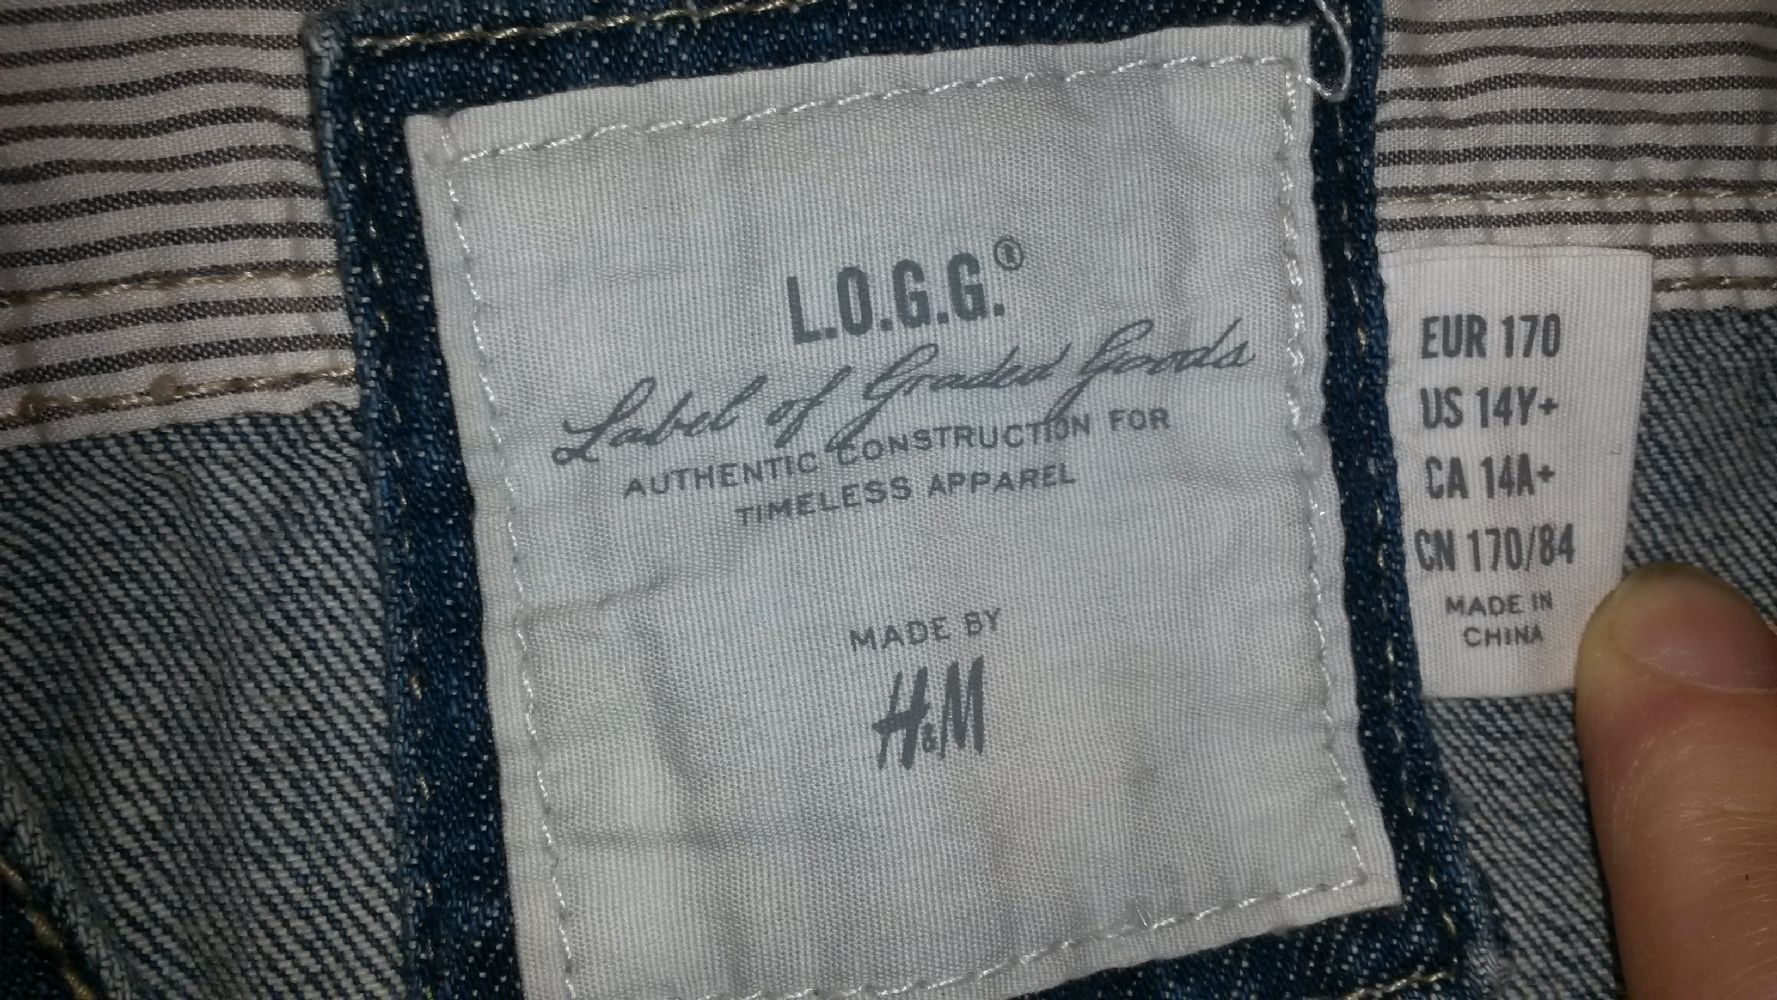 L.O.G.G.®
Label of Graded Goods
AUTHENTIC CONSTRUCTION FOR
TIMELESS APPAREL
MADE BY
H&M
EUR 170
US 14Y+
CA 14A+
CN 170/84
MADE IN
CHINA